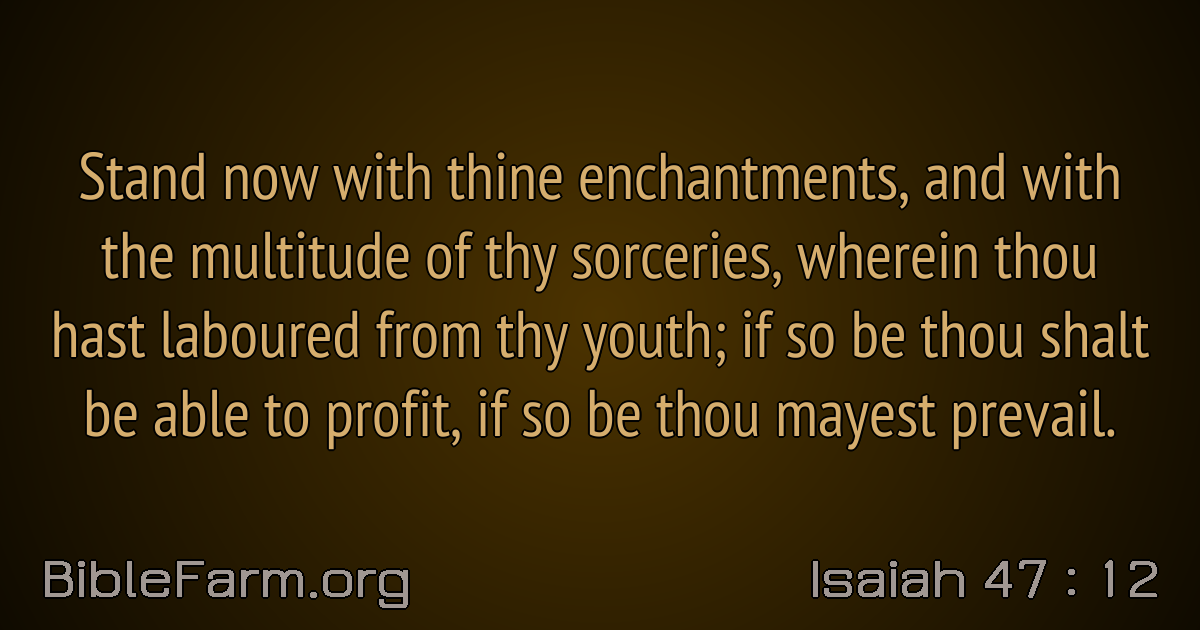 Stand now with thine enchantments, and with
the multitude of thy sorceries, wherein thou
hast laboured from thy youth; if so be thou shalt
be able to profit, if so be thou mayest prevail.
BibleFarm.org
Isaiah 47 : 12